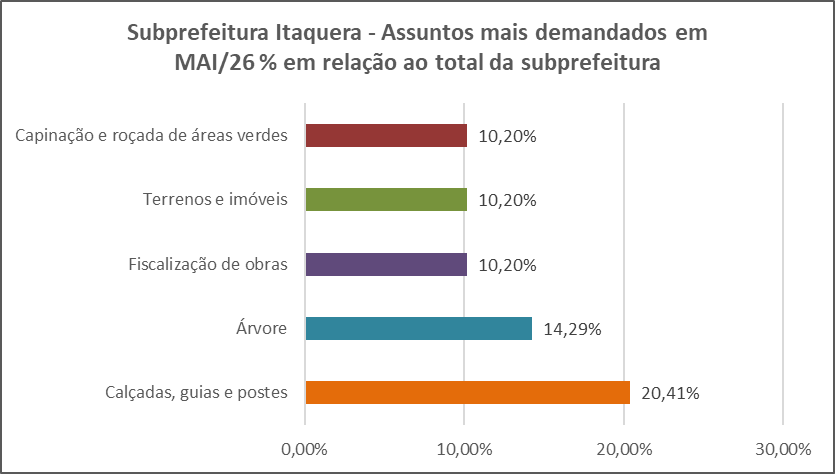 Subprefeitura Itaquera - Assuntos mais demandados em
MAI/26 % em relação ao total da subprefeitura
Capinação e roçada de áreas verdes 10,20%
Terrenos e imóveis 10,20%
Fiscalização de obras 10,20%
Árvore 14,29%
Calçadas, guias e postes 20,41%
0,00% 10,00% 20,00% 30,00%